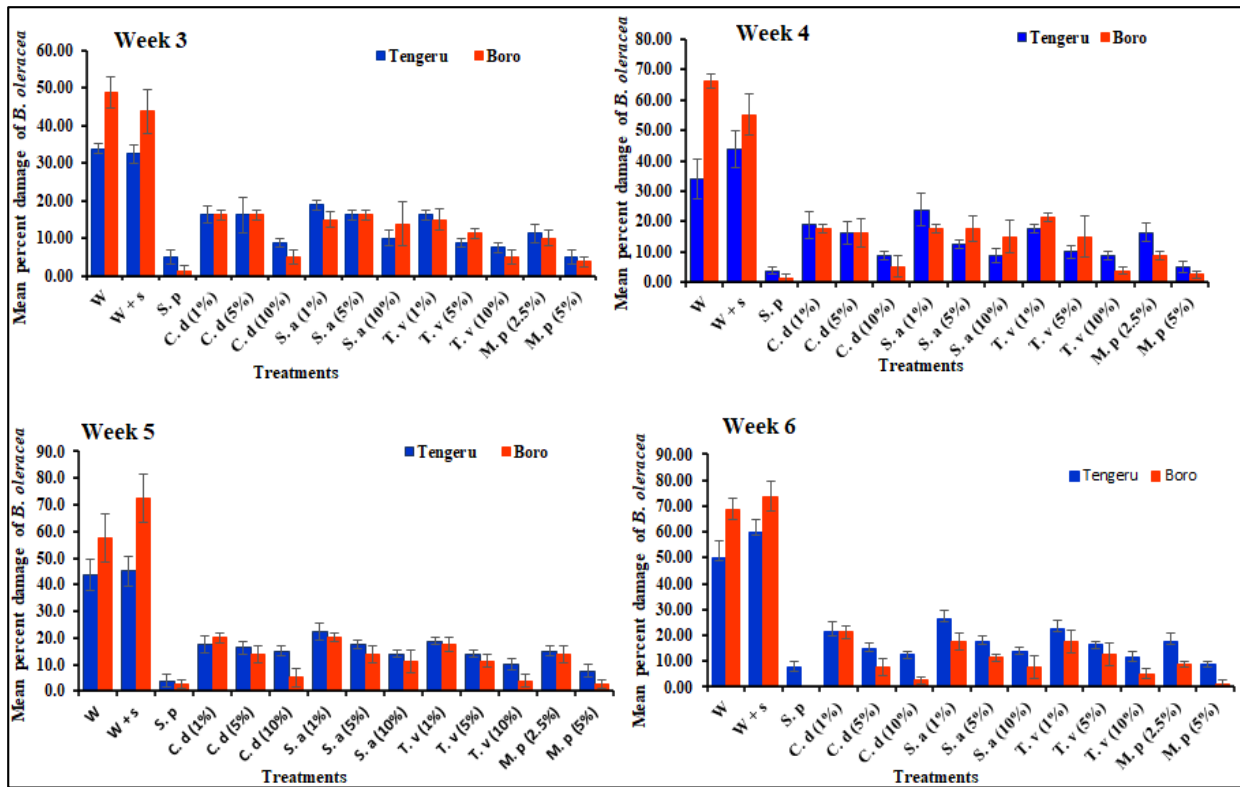 Week 3
Tengeru Boro
Mean percent damage of B. oleracea
60.00
50.00
40.00
30.00
20.00
10.00
0.00
W
W + s
S. p
C. d (1%)
C. d (5%)
C. d (10%)
S. a (1%)
S. a (5%)
S. a (10%)
T. v (1%)
T. v (5%)
T. v (10%)
M. p (2.5%)
M. p (5%)
Treatments
Week 4
Tengeru Boro
Mean percent damage of B. oleracea
80.00
70.00
60.00
50.00
40.00
30.00
20.00
10.00
0.00
W
W + s
S. p
C. d (1%)
C. d (5%)
C. d (10%)
S. a (1%)
S. a (5%)
S. a (10%)
T. v (1%)
T. v (5%)
T. v (10%)
M. p (2.5%)
M. p (5%)
Treatments
Week 5
Tengeru Boro
Mean percent damage of B. oleracea
90.0
80.0
70.0
60.0
50.0
40.0
30.0
20.0
10.0
0.0
W
W + s
S. p
C. d (1%)
C. d (5%)
C. d (10%)
S. a (1%)
S. a (5%)
S. a (10%)
T. v (1%)
T. v (5%)
T. v (10%)
M. p (2.5%)
M. p (5%)
Treatments
Week 6
Tengeru Boro
Mean percent damage of B. oleracea
90.00
80.00
70.00
60.00
50.00
40.00
30.00
20.00
10.00
0.00
W
W + s
S. p
C. d (1%)
C. d (5%)
C. d (10%)
S. a (1%)
S. a (5%)
S. a (10%)
T. v (1%)
T. v (5%)
T. v (10%)
M. p (2.5%)
M. p (5%)
Treatments